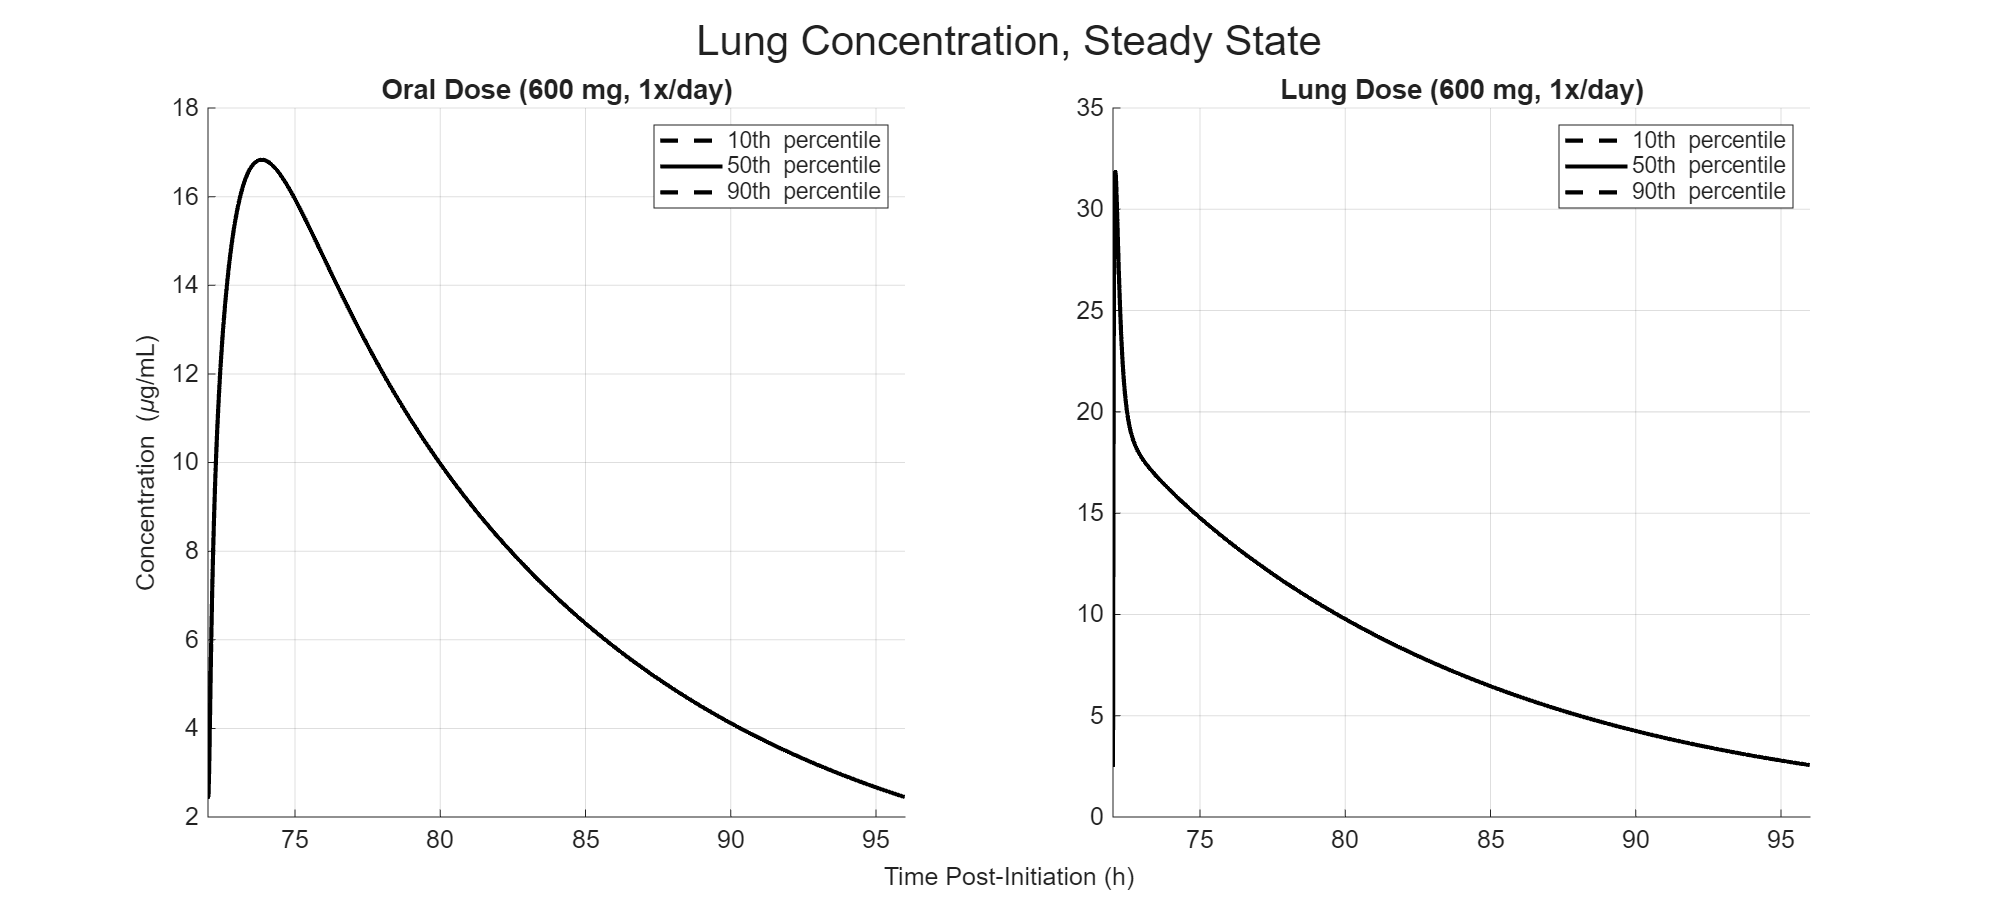 Lung Concentration, Steady State
Oral Dose (600 mg, 1x/day)
18
16
14
12
10
8
6
4
2
75
80
85
90
95
Concentration (µg/mL)
10th percentile
50th percentile
90th percentile
Lung Dose (600 mg, 1x/day)
35
30
25
20
15
10
5
0
75
80
85
90
95
10th percentile
50th percentile
90th percentile
Time Post-Initiation (h)